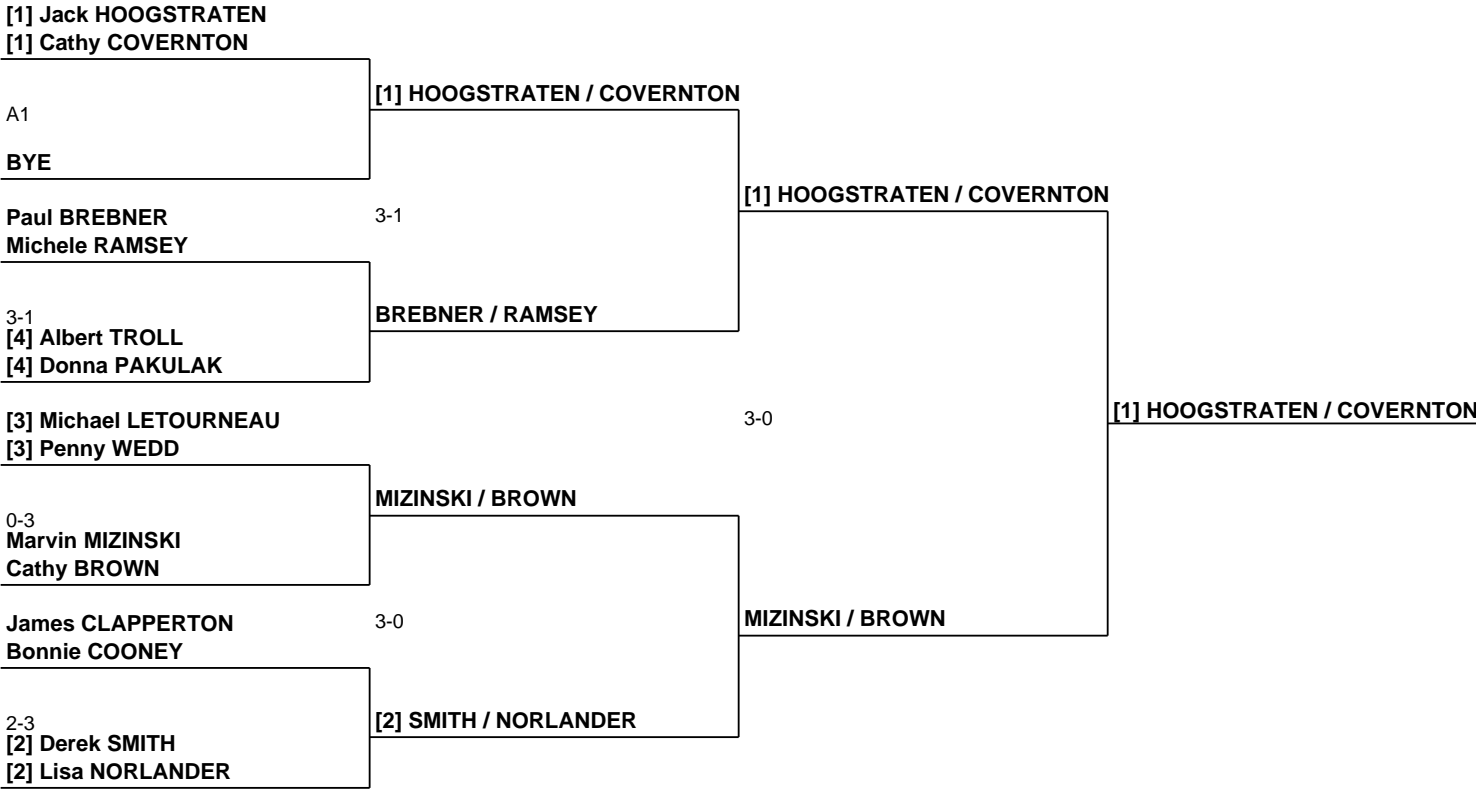 [1] Jack HOOGSTRATEN
[1] Cathy COVERNTON
[1] HOOGSTRATEN / COVERNTON
A1
BYE
[1] HOOGSTRATEN / COVERNTON
Paul BREBNER
3-1
Michele RAMSEY
3-1
BREBNER / RAMSEY
[4] Albert TROLL
[4] Donna PAKULAK
[1] HOOGSTRATEN / COVERNTON
[3] Michael LETOURNEAU
3-0
[3] Penny WEDD
MIZINSKI / BROWN
0-3
Marvin MIZINSKI
Cathy BROWN
James CLAPPERTON
3-0
MIZINSKI / BROWN
Bonnie COONEY
2-3
[2] SMITH / NORLANDER
[2] Derek SMITH
[2] Lisa NORLANDER